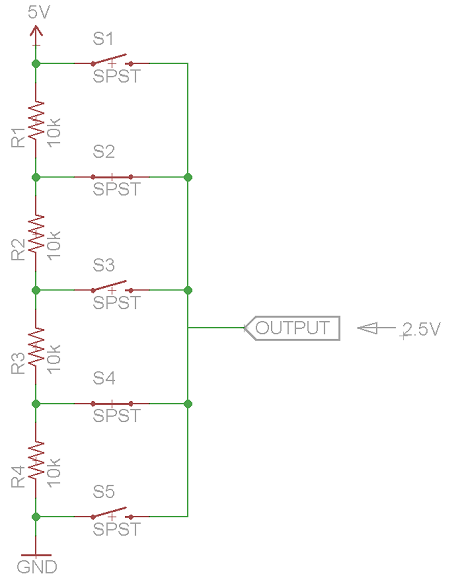 5V
S1
SPST
R1
10k
S2
SPST
R2
10k
S3
SPST
OUTPUT
2.5V
R3
10k
S4
SPST
R4
10k
S5
SPST
GND